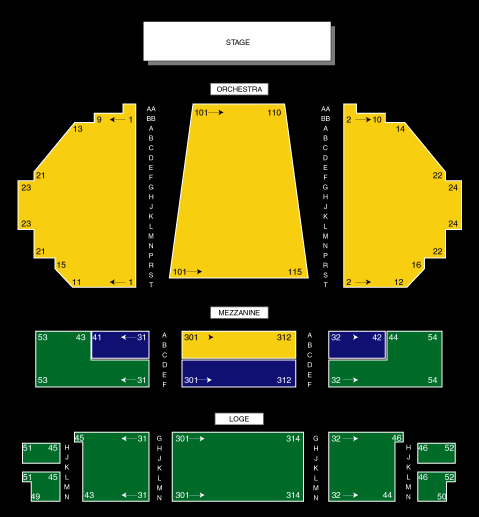 STAGE
ORCHESTRA
AA AA
101 110
BB 9 1 BB 2 10
A 13 A 14
B B
C C
D D
E E
F 21 F 22
G 23 G 24
H H
J J
K K
L 23 L 24
M M
N N
P 21 P 22
R 15 R 16
S 101 115 S
T 11 1 T 2 12
MEZZANINE
53 43 41 31 A 301 312 A 32 42 44 54
B B
C C
D D
E E
53 31 F 301 312 F 32 54
LOGE
45 31 G 301 314 G 32 46
51 45 H H H H 46 52
J J J J
K K K K
51 45 L L L L 46 52
M M M M
49 N 43 31 N 301 314 N 32 44 N 50